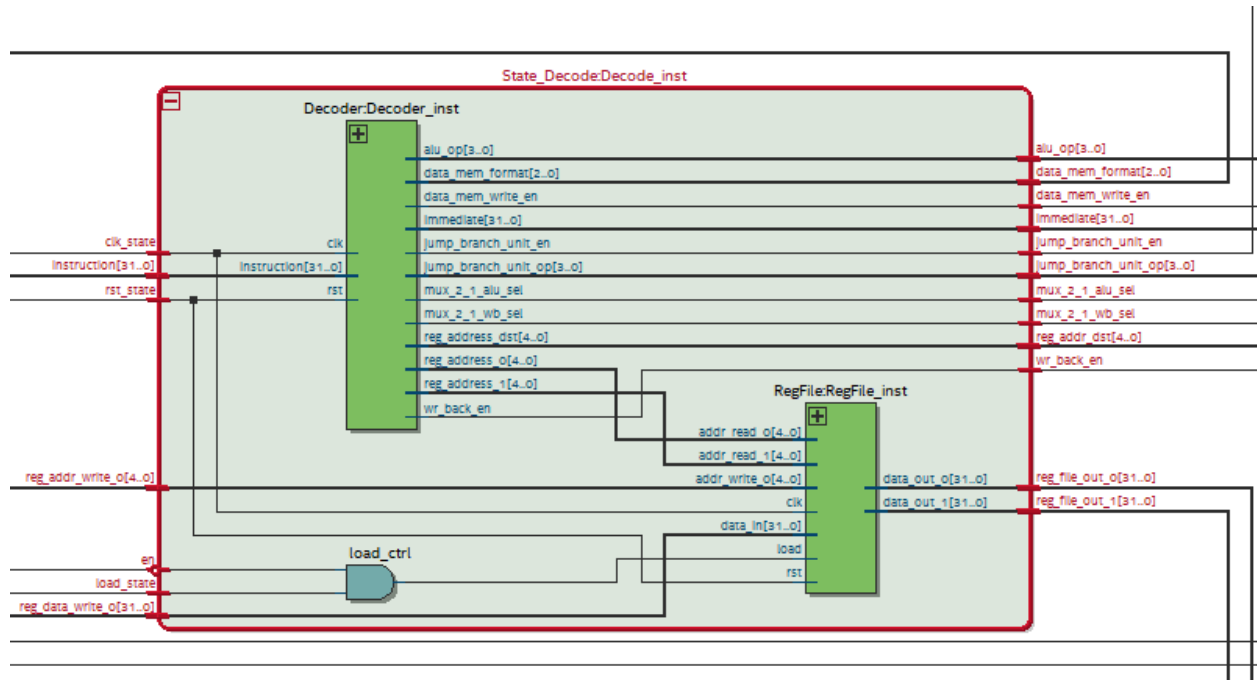 State_Decode:Decode_inst
Decoder:Decoder_inst
alu_op[3..0]
data_mem_format[2..0]
data_mem_write_en
immediate[31..0]
jump_branch_unit_en
jump_branch_unit_op[3..0]
mux_2_1_alu_sel
mux_2_1_wb_sel
reg_address_dst[4..0]
reg_address_0[4..0]
reg_address_1[4..0]
wr_back_en
clk
instruction[31..0]
rst
clk_state
instruction[31..0]
rst_state
alu_op[3..0]
data_mem_format[2..0]
data_mem_write_en
immediate[31..0]
jump_branch_unit_en
jump_branch_unit_op[3..0]
mux_2_1_alu_sel
mux_2_1_wb_sel
reg_addr_dst[4..0]
wr_back_en
RegFile:RegFile_inst
addr_read_0[4..0]
addr_read_1[4..0]
addr_write_0[4..0]
clk
data_in[31..0]
load
rst
data_out_0[31..0]
data_out_1[31..0]
reg_file_out_0[31..0]
reg_file_out_1[31..0]
reg_addr_write_0[4..0]
load_ctrl
en
load_state
reg_data_write_0[31..0]